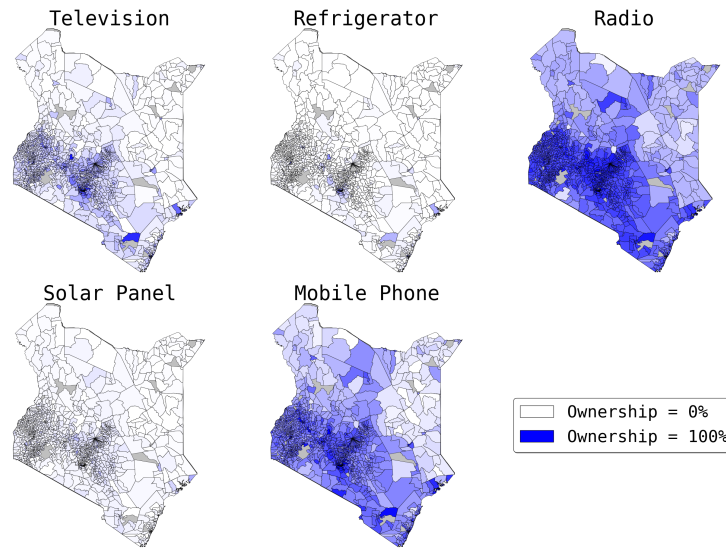 Television
Refrigerator
Radio
Solar Panel
Mobile Phone
Ownership = 0%
Ownership = 100%